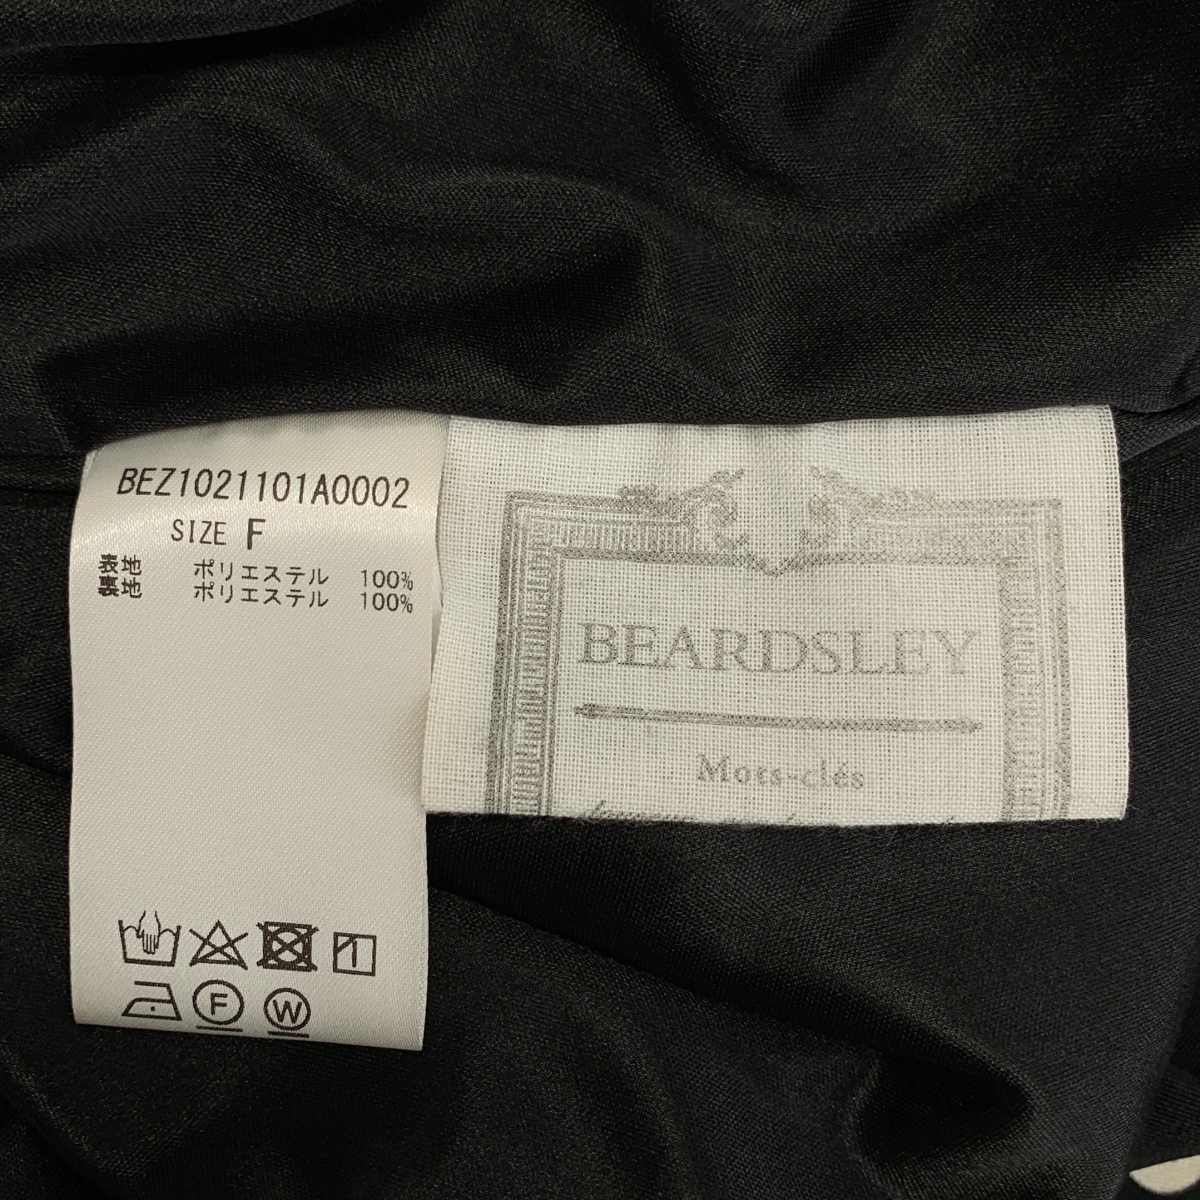 BEZ1021101A0002
SIZE F
表地 ポリエステル 100%
裏地 ポリエステル 100%
F W
BEARDSLEY
Mots-clés